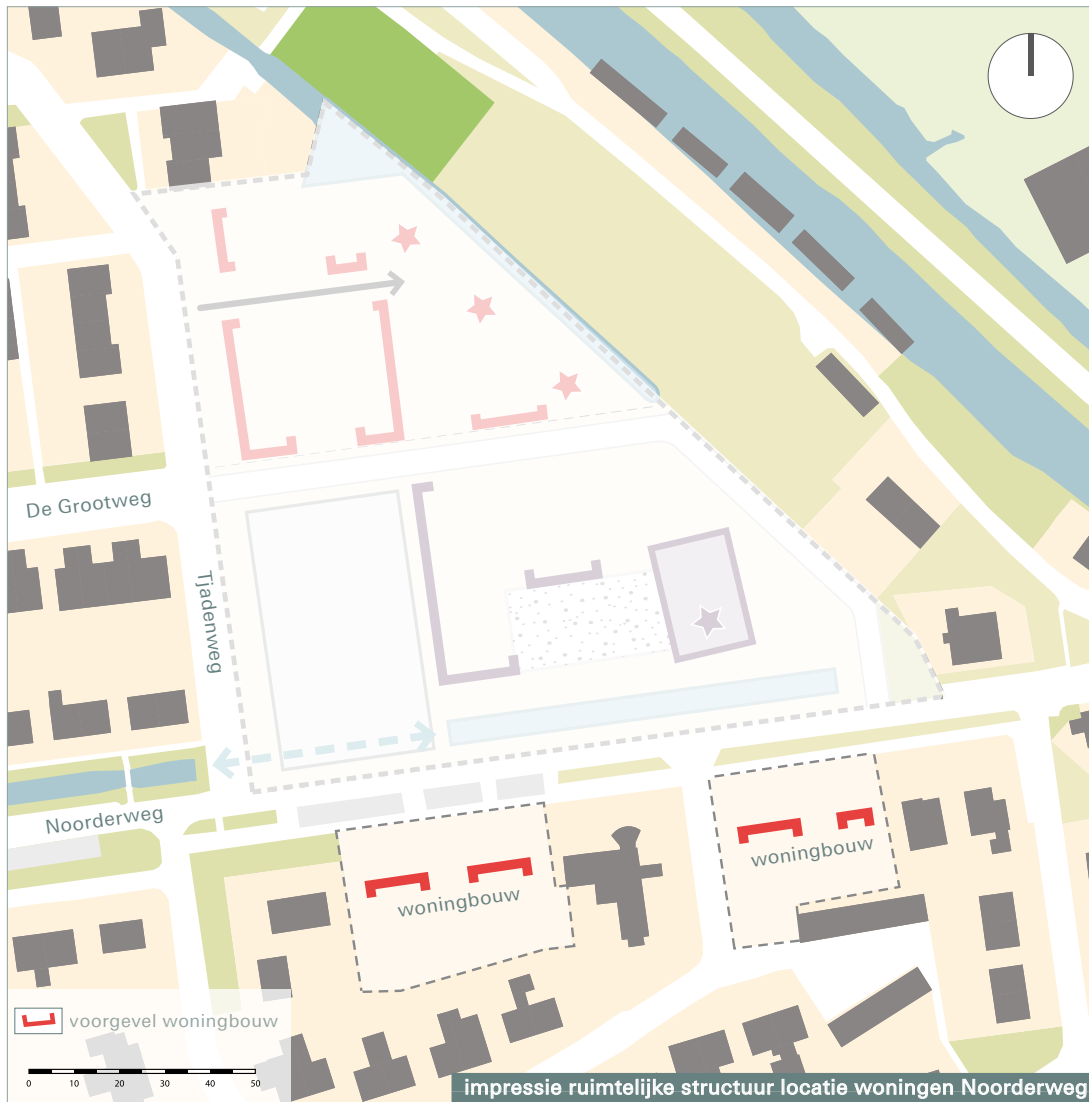 De Grootweg
Tjadenweg
Noorderweg
woningbouw
woningbouw
voorgevel woningbouw
0 10 20 30 40 50
impressie ruimtelijke structuur locatie woningen Noorderweg